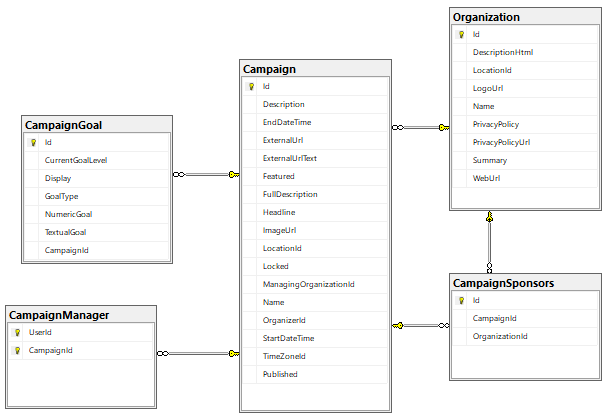 Organization
Id
DescriptionHtml
LocationId
LogoUrl
Name
PrivacyPolicy
PrivacyPolicyUrl
Summary
WebUrl
Campaign
Id
Description
EndDateTime
ExternalUrl
ExternalUrlText
Featured
FullDescription
Headline
ImageUrl
LocationId
Locked
ManagingOrganizationId
Name
OrganizerId
StartDateTime
TimeZoneId
Published
CampaignGoal
Id
CurrentGoalLevel
Display
GoalType
NumericGoal
TextualGoal
CampaignId
CampaignSponsors
Id
CampaignId
OrganizationId
CampaignManager
UserId
CampaignId